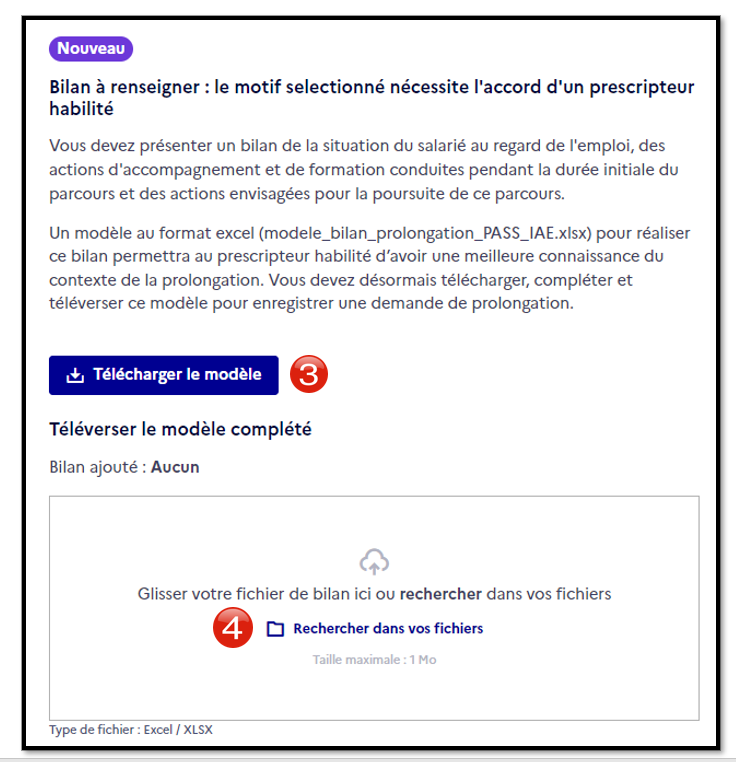 Nouveau
Bilan à renseigner : le motif selectionné nécessite l'accord d'un prescripteur
habilité
Vous devez présenter un bilan de la situation du salarié au regard de l'emploi, des
actions d'accompagnement et de formation conduites pendant la durée initiale du
parcours et des actions envisagées pour la poursuite de ce parcours.
Un modèle au format excel (modele_bilan_prolongation_PASS_IAE.xlsx) pour réaliser
ce bilan permettra au prescripteur habilité d’avoir une meilleure connaissance du
contexte de la prolongation. Vous devez désormais télécharger, compléter et
téléverser ce modèle pour enregistrer une demande de prolongation.
Télécharger le modèle 3
Téléverser le modèle complété
Bilan ajouté : Aucun
Glisser votre fichier de bilan ici ou rechercher dans vos fichiers
4 Rechercher dans vos fichiers
Taille maximale : 1 Mo
Type de fichier : Excel / XLSX